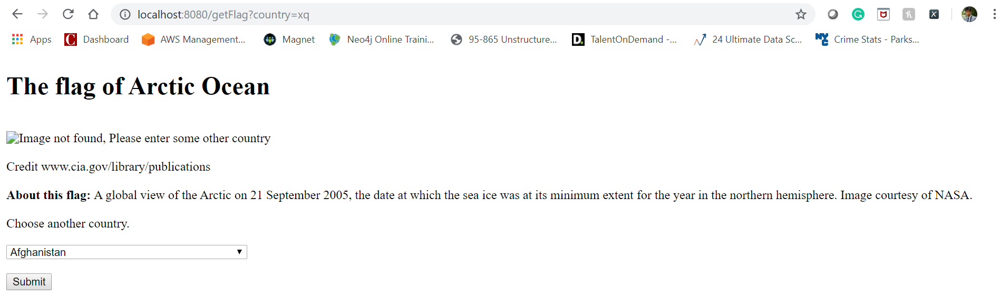 localhost:8080/getFlag?country=xq
Apps Dashboard AWS Management... Magnet Neo4j Online Traini... 95-865 Unstructure... TalentOnDemand -... 24 Ultimate Data Sc... Crime Stats - Parks...
The flag of Arctic Ocean
Image not found, Please enter some other country
Credit www.cia.gov/library/publications
About this flag: A global view of the Arctic on 21 September 2005, the date at which the sea ice was at its minimum extent for the year in the northern hemisphere. Image courtesy of NASA.
Choose another country.
Afghanistan
Submit